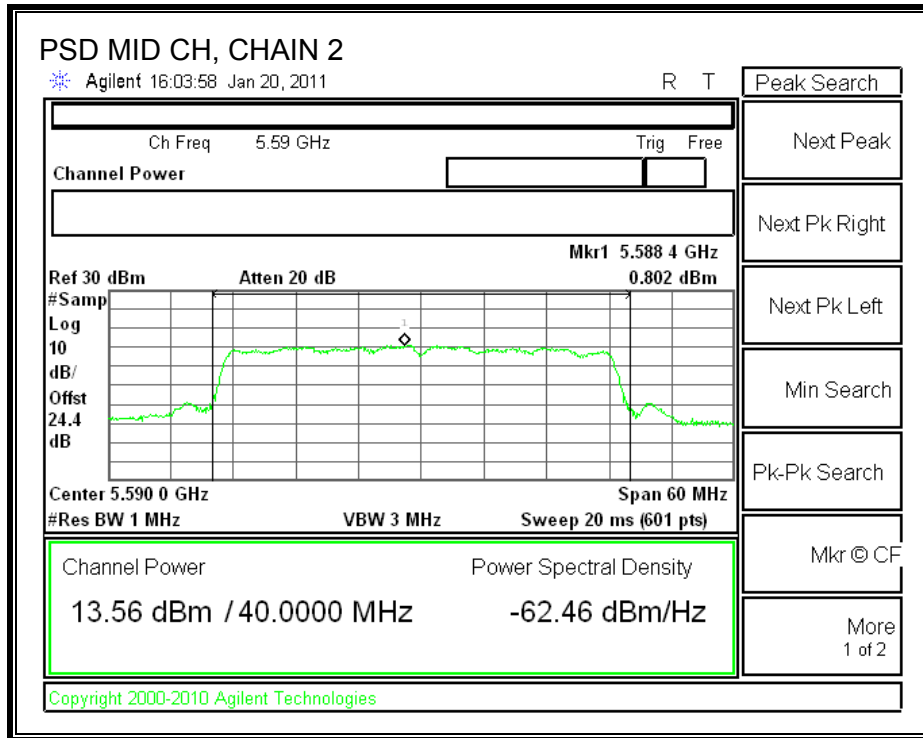 PSD MID CH, CHAIN 2
Agilent 16:03:58 Jan 20, 2011 R T
Peak Search
Ch Freq 5.59 GHz Trig Free
Channel Power
Next Peak
Next Pk Right
Mkr1 5.588 4 GHz
Ref 30 dBm Atten 20 dB 0.802 dBm
#Samp
Log
10
dB/
Offst
24.4
dB
1
Next Pk Left
Min Search
Pk-Pk Search
Center 5.590 0 GHz Span 60 MHz
#Res BW 1 MHz VBW 3 MHz Sweep 20 ms (601 pts)
Channel Power Power Spectral Density
13.56 dBm / 40.0000 MHz -62.46 dBm/Hz
Mkr © CF
More
1 of 2
Copyright 2000-2010 Agilent Technologies